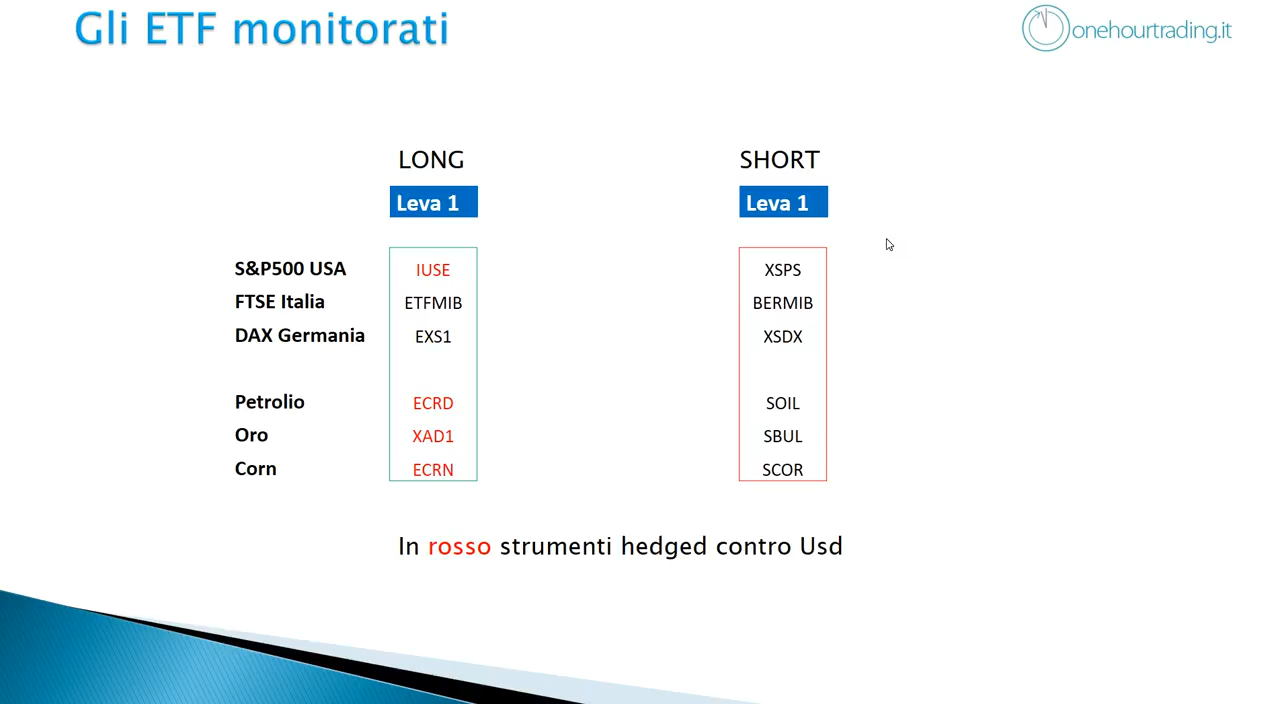 Gli ETF monitorati
onehourtrading.it
LONG SHORT
Leva 1 Leva 1
S&P500 USA IUSE XSPS
FTSE Italia ETFMIB BERMIB
DAX Germania EXS1 XSDX
Petrolio ECRD SOIL
Oro XAD1 SBUL
Corn ECRN SCOR
In rosso strumenti hedged contro Usd